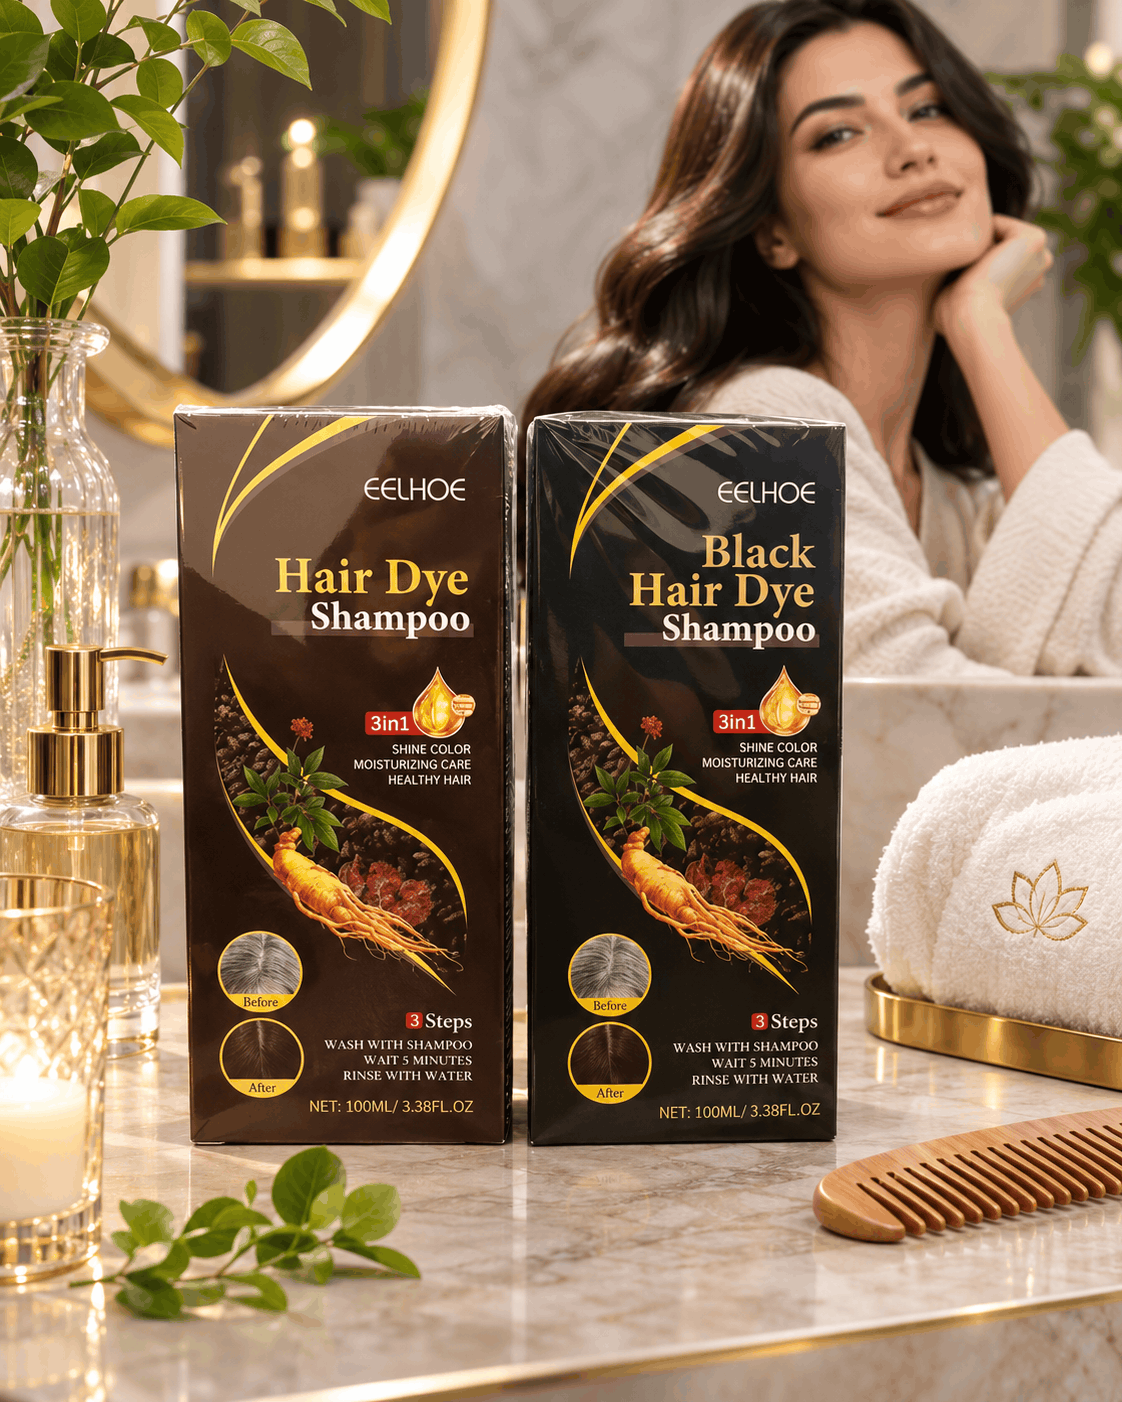 EELHOE
Hair Dye
Shampoo
3in1
SHINE COLOR
MOISTURIZING CARE
HEALTHY HAIR
Before
After
3 Steps
WASH WITH SHAMPOO
WAIT 5 MINUTES
RINSE WITH WATER
NET: 100ML/ 3.38FL.OZ
EELHOE
Black
Hair Dye
Shampoo
3in1
SHINE COLOR
MOISTURIZING CARE
HEALTHY HAIR
Before
After
3 Steps
WASH WITH SHAMPOO
WAIT 5 MINUTES
RINSE WITH WATER
NET: 100ML/ 3.38FL.OZ